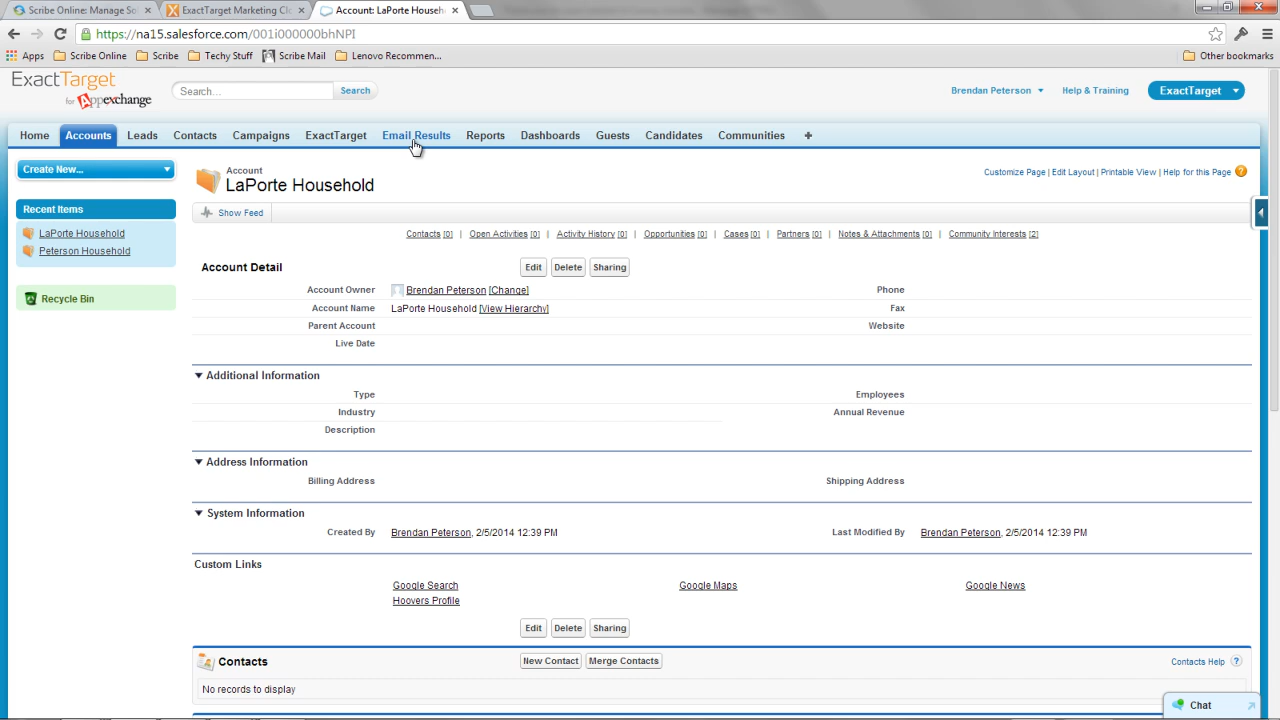 Scribe Online: Manage So
ExactTarget Marketing Cl
Account: LaPorte Househ
https://na15.salesforce.com/001i000000bhNPI
Apps
Scribe Online
Scribe
Techy Stuff
Scribe Mail
Lenovo Recommen...
Other bookmarks
ExactTarget
for Appexchange
Search...
Search
Brendan Peterson
Help & Training
ExactTarget
Home
Accounts
Leads
Contacts
Campaigns
ExactTarget
Email Results
Reports
Dashboards
Guests
Candidates
Communities
+
Create New...
Recent Items
LaPorte Household
Peterson Household
Recycle Bin
Account
LaPorte Household
Customize Page | Edit Layout | Printable View | Help for this Page ?
Show Feed
Contacts [0] | Open Activities [0] | Activity History [0] | Opportunities [0] | Cases [0] | Partners [0] | Notes & Attachments [0] | Community Interests [2]
Account Detail
Edit Delete Sharing
Account Owner Brendan Peterson [Change] Phone
Account Name LaPorte Household [View Hierarchy] Fax
Parent Account Website
Live Date
Additional Information
Type Employees
Industry Annual Revenue
Description
Address Information
Billing Address Shipping Address
System Information
Created By Brendan Peterson, 2/5/2014 12:39 PM Last Modified By Brendan Peterson, 2/5/2014 12:39 PM
Custom Links
Google Search Google Maps Google News
Hoovers Profile
Edit Delete Sharing
Contacts New Contact Merge Contacts Contacts Help ?
No records to display
Chat